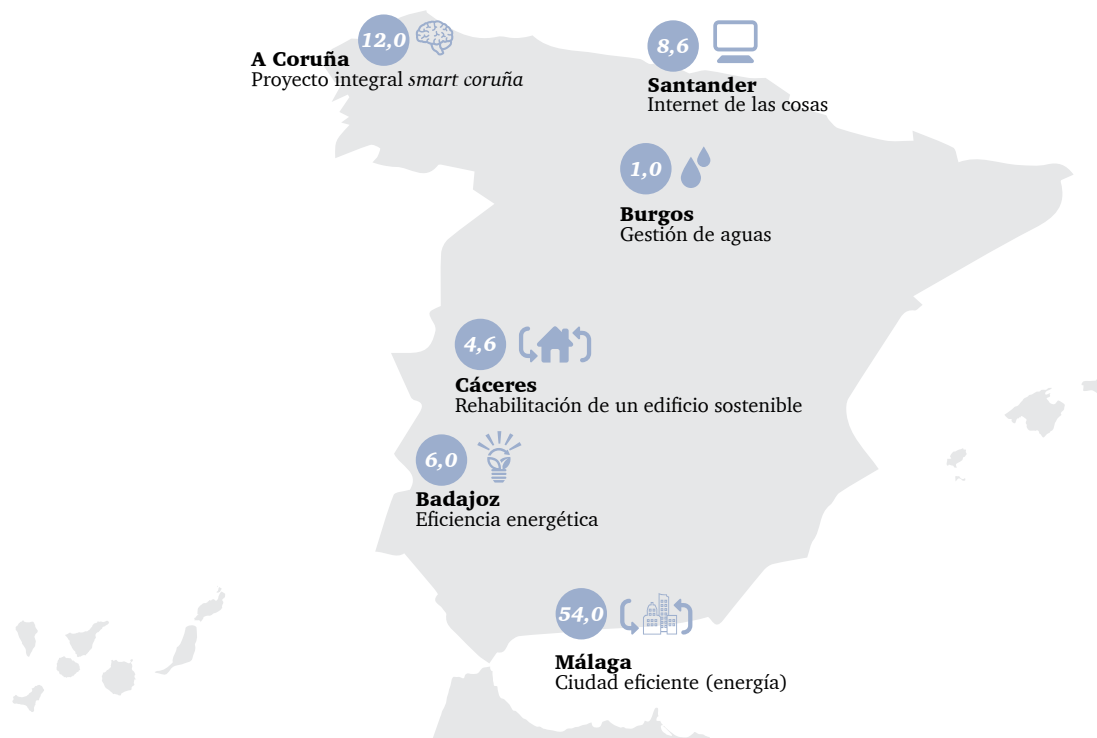 12,0
A Coruña
Proyecto integral smart coruña
8,6
Santander
Internet de las cosas
1,0
Burgos
Gestión de aguas
4,6
Cáceres
Rehabilitación de un edificio sostenible
6,0
Badajoz
Eficiencia energética
54,0
Málaga
Ciudad eficiente (energía)